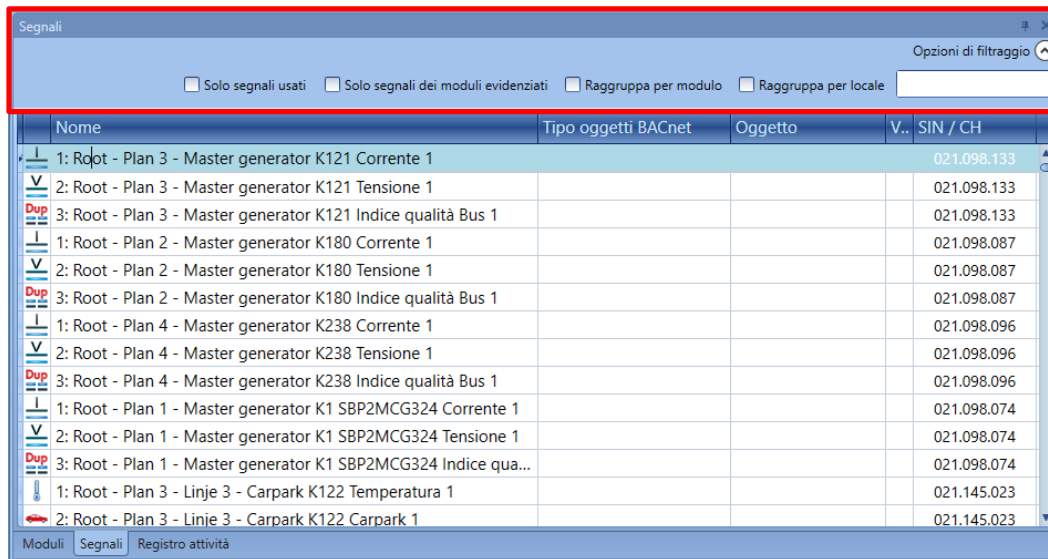 Segnali
Opzioni di filtraggio
Solo segnali usati Solo segnali dei moduli evidenziati Raggruppa per modulo Raggruppa per locale
Nome Tipo oggetti BACnet Oggetto V.. SIN / CH
1: Root - Plan 3 - Master generator K121 Corrente 1 021.098.133
2: Root - Plan 3 - Master generator K121 Tensione 1 021.098.133
Dup 3: Root - Plan 3 - Master generator K121 Indice qualità Bus 1 021.098.133
1: Root - Plan 2 - Master generator K180 Corrente 1 021.098.087
2: Root - Plan 2 - Master generator K180 Tensione 1 021.098.087
Dup 3: Root - Plan 2 - Master generator K180 Indice qualità Bus 1 021.098.087
1: Root - Plan 4 - Master generator K238 Corrente 1 021.098.096
V 2: Root - Plan 4 - Master generator K238 Tensione 1 021.098.096
Dup 3: Root - Plan 4 - Master generator K238 Indice qualità Bus 1 021.098.096
1: Root - Plan 1 - Master generator K1 SBP2MCG324 Corrente 1 021.098.074
V 2: Root - Plan 1 - Master generator K1 SBP2MCG324 Tensione 1 021.098.074
Dup 3: Root - Plan 1 - Master generator K1 SBP2MCG324 Indice qua... 021.098.074
1: Root - Plan 3 - Linje 3 - Carpark K122 Temperatura 1 021.145.023
2: Root - Plan 3 - Linje 3 - Carpark K122 Carpark 1 021.145.023
Moduli Segnali Registro attività